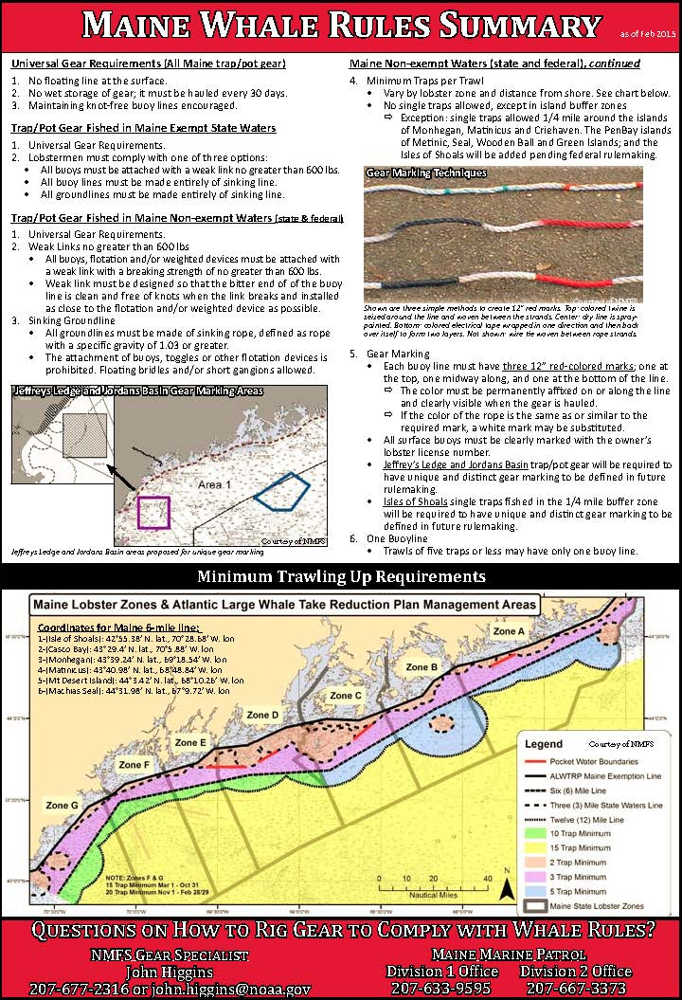 MAINE WHALE RULES SUMMARY
as of Feb 2015
Universal Gear Requirements (All Maine trap/pot gear)
1. No floating line at the surface.
2. No wet storage of gear; it must be hauled every 30 days.
3. Maintaining knot-free buoy lines encouraged.
Trap/Pot Gear Fished in Maine Exempt State Waters
1. Universal Gear Requirements.
2. Lobstermen must comply with one of three options:
• All buoys must be attached with a weak link no greater than 600 lbs.
• All buoy lines must be made entirely of sinking line.
• All groundlines must be made entirely of sinking line.
Trap/Pot Gear Fished in Maine Non-exempt Waters (state & federal)
1. Universal Gear Requirements.
2. Weak Links no greater than 600 lbs
• All buoys, flotation and/or weighted devices must be attached with
a weak link with a breaking strength of no greater than 600 lbs.
• Weak link must be designed so that the bitter end of of the buoy
line is clean and free of knots when the link breaks and installed
as close to the flotation and/or weighted device as possible.
3. Sinking Groundline
• All groundlines must be made of sinking rope, defined as rope
with a specific gravity of 1.03 or greater.
• The attachment of buoys, toggles or other flotation devices is
prohibited. Floating bridles and/or short gangions allowed.
Jeffreys Ledge and Jordans Basin Gear Marking Areas
Area 1
Courtesy of NMFS
Jeffreys Ledge and Jordans Basin areas proposed for unique gear marking
Maine Non-exempt Waters (state and federal), continued
4. Minimum Traps per Trawl
• Vary by lobster zone and distance from shore. See chart below.
• No single traps allowed, except in island buffer zones
⇨ Exception: single traps allowed 1/4 mile around the islands
of Monhegan, Matinicus and Criehaven. The PenBay islands
of Metinic, Seal, Wooden Ball and Green Islands; and the
Isles of Shoals will be added pending federal rulemaking.
Gear Marking Techniques
Courtesy of NMFS
Shown are three simple methods to create 12" red marks. Top: colored twine is
seized around the line and woven between the strands. Center: dry line is spray-
painted. Bottom: colored electrical tape wrapped in one direction and then back
over itself to form two layers. Not shown: wire tie woven between rope strands.
5. Gear Marking
• Each buoy line must have three 12" red-colored marks; one at
the top, one midway along, and one at the bottom of the line.
⇨ The color must be permanently affixed on or along the line
and clearly visible when the gear is hauled.
⇨ If the color of the rope is the same as or similar to the
required mark, a white mark may be substituted.
• All surface buoys must be clearly marked with the owner's
lobster license number.
• Jeffrey's Ledge and Jordans Basin trap/pot gear will be required to
have unique and distinct gear marking to be defined in future
rulemaking.
• Isles of Shoals single traps fished in the 1/4 mile buffer zone
will be required to have unique and distinct gear marking to be
defined in future rulemaking.
6. One Buoyline
• Trawls of five traps or less may have only one buoy line.
Minimum Trawling Up Requirements
Maine Lobster Zones & Atlantic Large Whale Take Reduction Plan Management Areas
Coordinates for Maine 6-mile line:
1-(Isle of Shoals): 42°55.38' N. lat., 70°28.68' W. lon
2-(Casco Bay): 43°29.4' N. lat., 70°5.88' W. lon
3-(Monhegan): 43°39.24' N. lat., 69°18.54' W. lon
4-(Matinicus): 43°40.98' N. lat., 68°48.84' W. lon
5-(Mt Desert Island): 44°3.42' N. lat., 68°10.26' W. lon
6-(Machias Seal): 44°31.98' N. lat., 67°9.72' W. lon
Zone A
Zone B
Zone C
Zone D
Zone E
Zone F
Zone G
Legend
Courtesy of NMFS
Pocket Water Boundaries
ALWTRP Maine Exemption Line
Six (6) Mile Line
Three (3) Mile State Waters Line
Twelve (12) Mile Line
10 Trap Minimum
15 Trap Minimum
2 Trap Minimum
3 Trap Minimum
5 Trap Minimum
Maine State Lobster Zones
NOTE: Zones F & G
15 Trap Minimum Mar 1 - Oct 31
20 Trap Minimum Nov 1 - Feb 28/29
0 10 20 40
Nautical Miles
N
QUESTIONS ON HOW TO RIG GEAR TO COMPLY WITH WHALE RULES?
NMFS GEAR SPECIALIST
John Higgins
207-677-2316 or john.higgins@noaa.gov
MAINE MARINE PATROL
Division 1 Office Division 2 Office
207-633-9595 207-667-3373